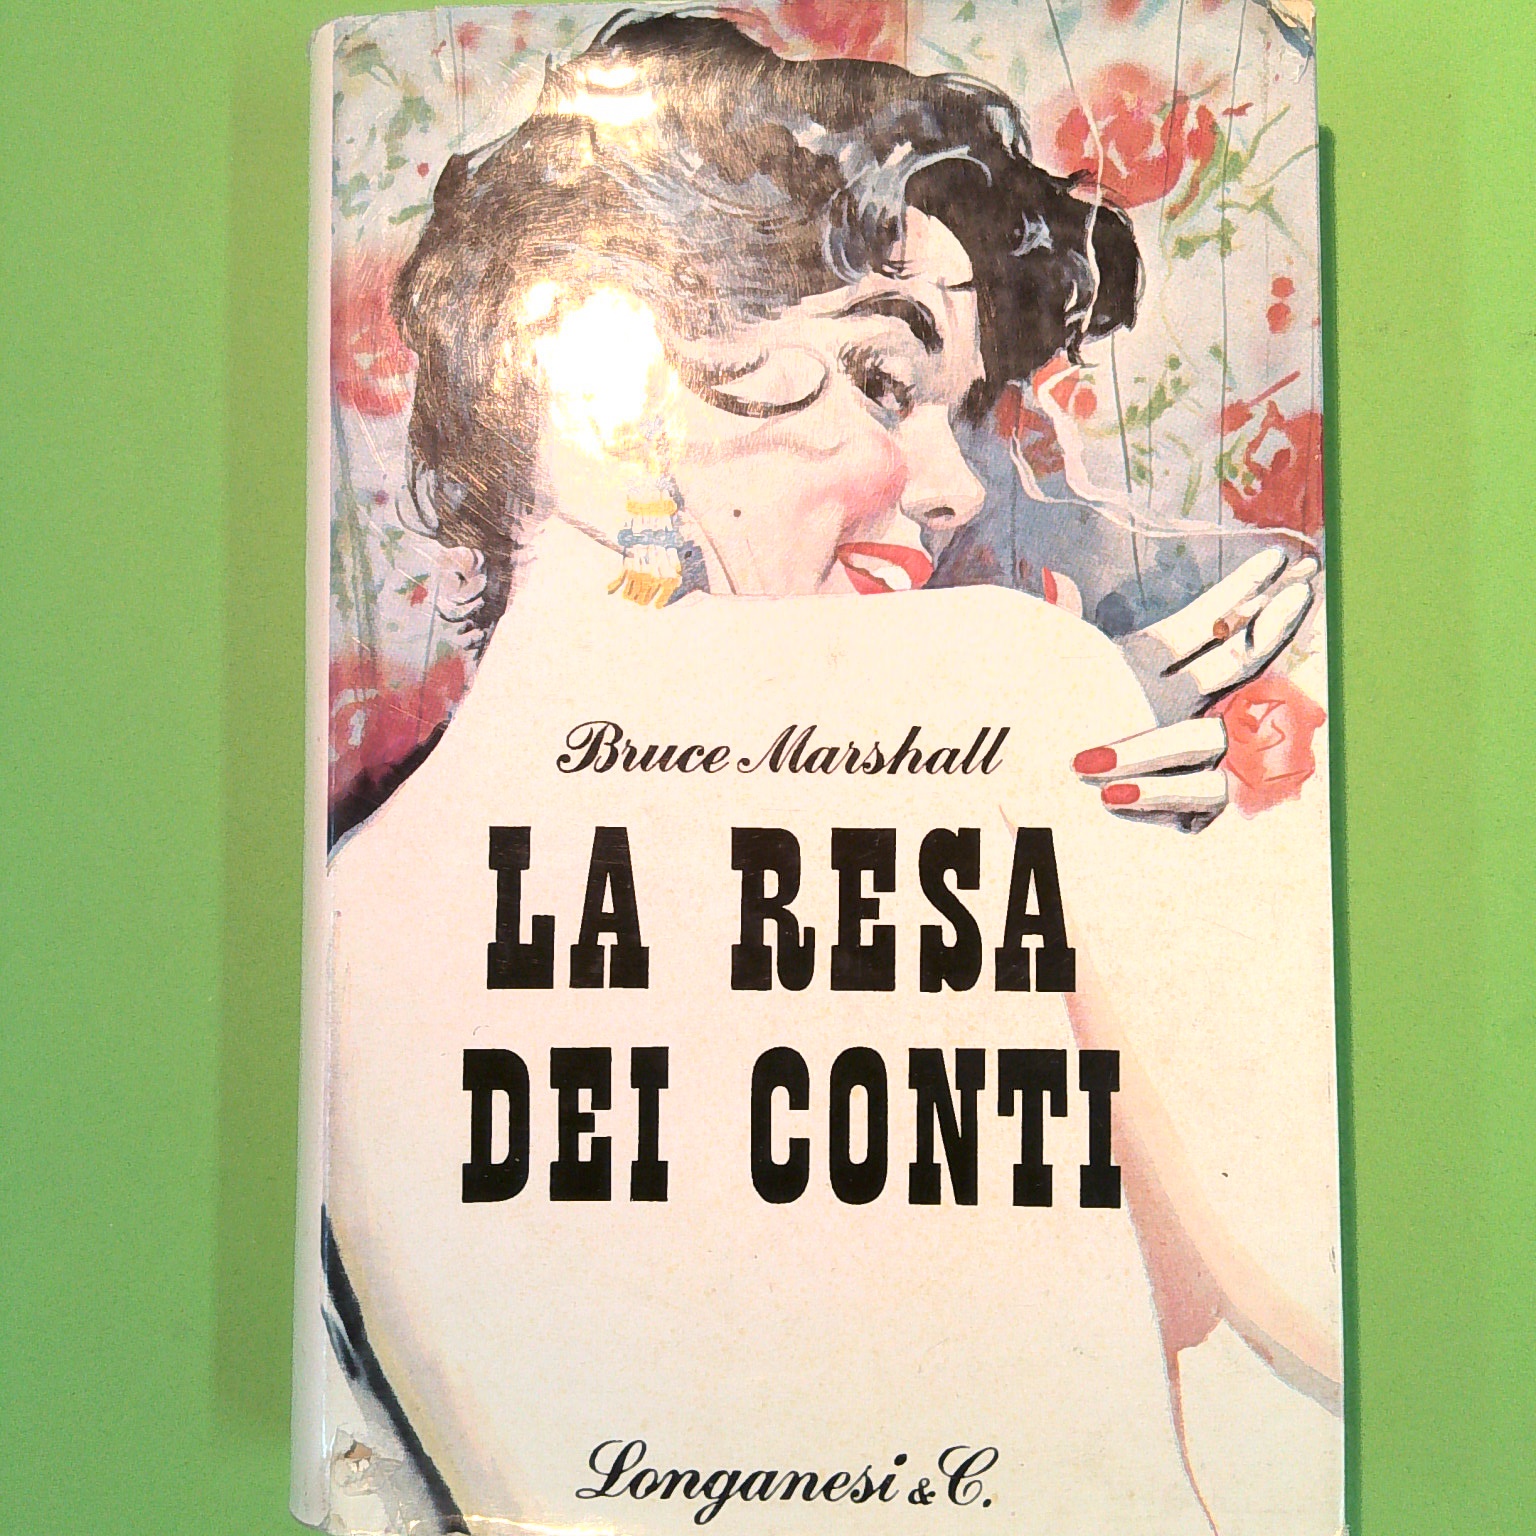 Bruce Marshall
LA RESA
DEI CONTI
Longanesi & C.